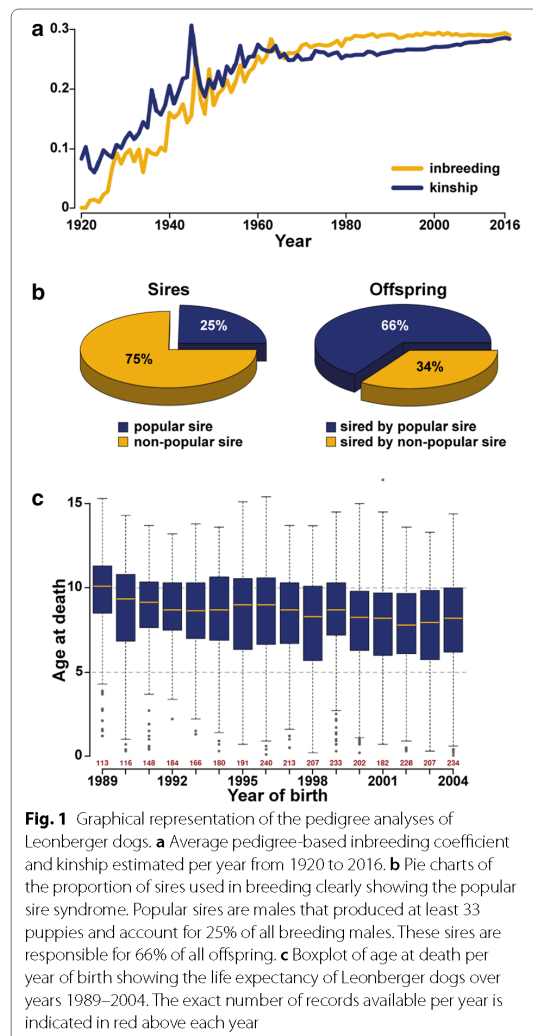 a
0.3
0.2
0.1
0
inbreeding
kinship
1920 1940 1960 1980 2000 2016
Year
b
Sires Offspring
25% 66%
75% 34%
popular sire sired by popular sire
non-popular sire sired by non-popular sire
c
15
10
5
0
Age at death
113 116 148 184 166 180 191 240 213 207 233 202 182 228 207 234
1989 1992 1995 1998 2001 2004
Year of birth
Fig. 1 Graphical representation of the pedigree analyses of
Leonberger dogs. a Average pedigree-based inbreeding coefficient
and kinship estimated per year from 1920 to 2016. b Pie charts of
the proportion of sires used in breeding clearly showing the popular
sire syndrome. Popular sires are males that produced at least 33
puppies and account for 25% of all breeding males. These sires are
responsible for 66% of all offspring. c Boxplot of age at death per
year of birth showing the life expectancy of Leonberger dogs over
years 1989–2004. The exact number of records available per year is
indicated in red above each year